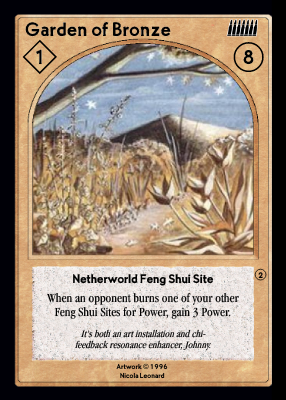 Garden of Bronze
1
8
2
Netherworld Feng Shui Site
When an opponent burns one of your other
Feng Shui Sites for Power, gain 3 Power.
It's both an art installation and chi-
feedback resonance enhancer, Johnny.
Artwork © 1996
Nicola Leonard